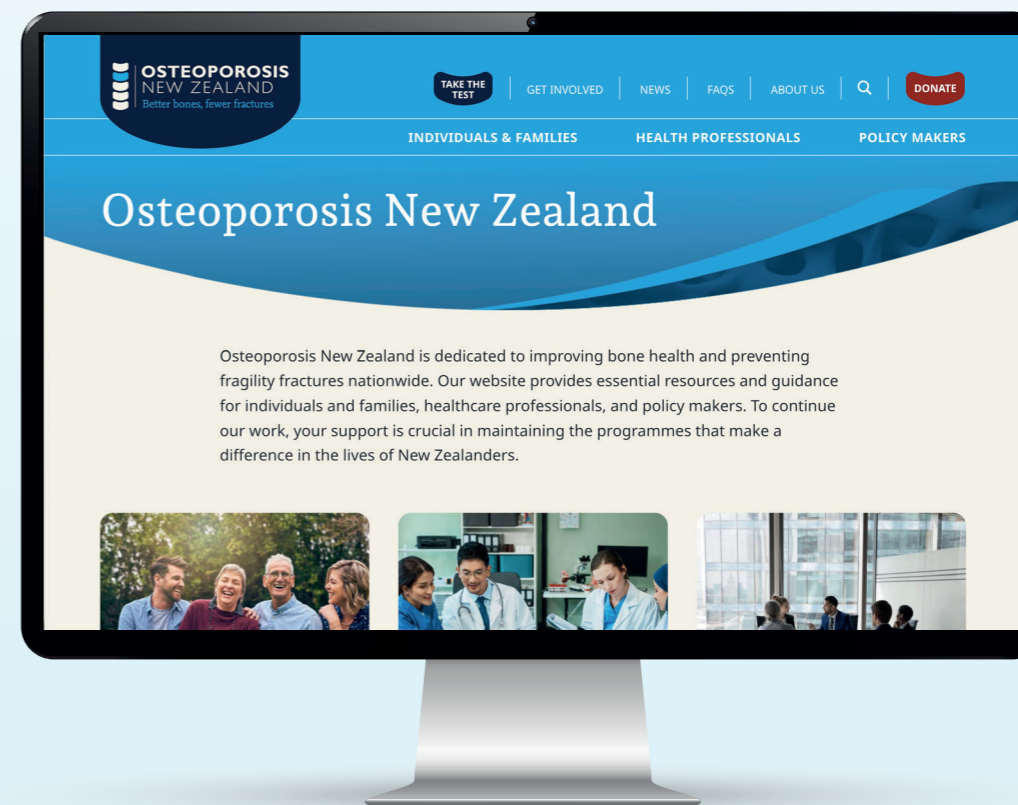 OSTEOPOROSIS
NEW ZEALAND
Better bones, fewer fractures
TAKE THE
TEST
GET INVOLVED
NEWS
FAQS
ABOUT US
DONATE
INDIVIDUALS & FAMILIES
HEALTH PROFESSIONALS
POLICY MAKERS
Osteoporosis New Zealand
Osteoporosis New Zealand is dedicated to improving bone health and preventing
fragility fractures nationwide. Our website provides essential resources and guidance
for individuals and families, healthcare professionals, and policy makers. To continue
our work, your support is crucial in maintaining the programmes that make a
difference in the lives of New Zealanders.